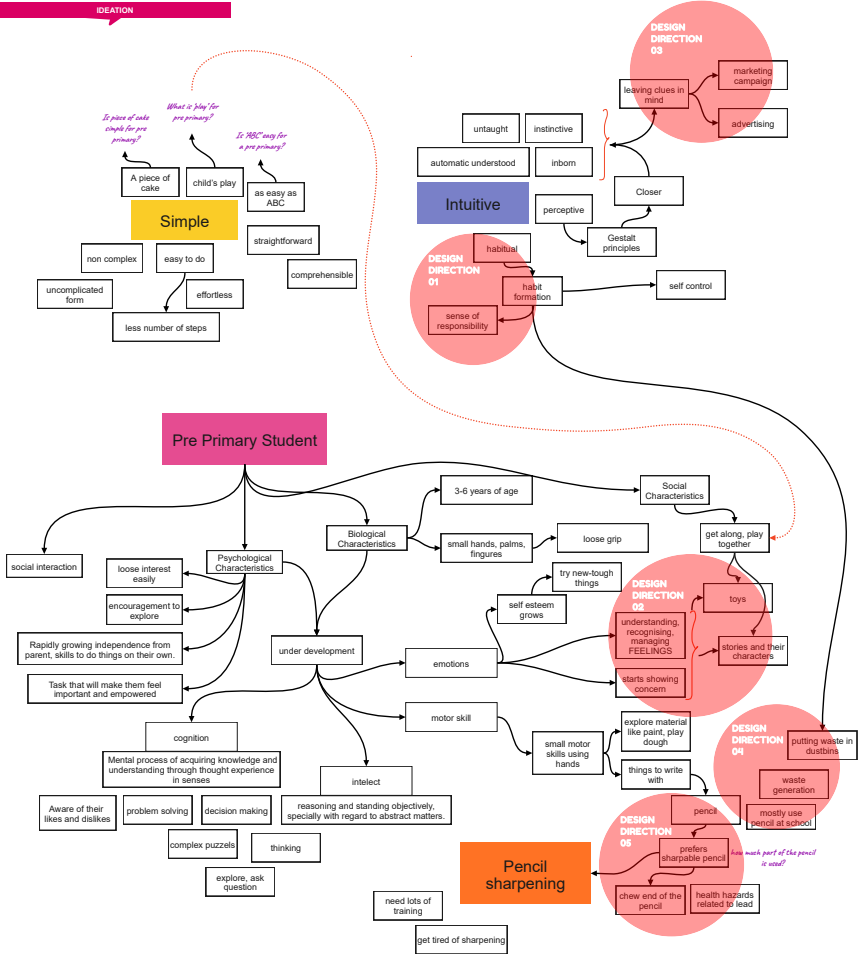 IDEATION
DESIGN
DIRECTION
03
marketing
campaign
leaving clues in
mind
advertising
What is 'play' for
pre primary?
Is piece of cake
simple for pre
primary?
Is 'ABC' easy for
a pre primary?
untaught
instinctive
automatic understood
inborn
A piece of
cake
child's play
as easy as
ABC
Closer
Simple
Intuitive
perceptive
straightforward
Gestalt
principles
non complex
easy to do
habitual
DESIGN
DIRECTION
01
comprehensible
uncomplicated
form
effortless
habit
formation
self control
sense of
responsibility
less number of steps
Pre Primary Student
3-6 years of age
Social
Characteristics
Biological
Characteristics
small hands, palms,
fingures
loose grip
get along, play
together
social interaction
Psychological
Characteristics
loose interest
easily
try new-tough
things
DESIGN
DIRECTION
02
toys
encouragement to
explore
self esteem
grows
understanding,
recognising,
managing
FEELINGS
Rapidly growing independence from
parent, skills to do things on their own.
under development
emotions
stories and their
characters
starts showing
concern
Task that will make them feel
important and empowered
motor skill
explore material
like paint, play
dough
cognition
Mental process of acquiring knowledge and
understanding through thought experience
in senses
small motor
skills using
hands
things to write
with
DESIGN
DIRECTION
04
putting waste in
dustbins
waste
generation
mostly use
pencil at school
intelect
reasoning and standing objectively,
specially with regard to abstract matters.
Aware of their
likes and dislikes
problem solving
decision making
complex puzzels
thinking
explore, ask
question
pencil
DESIGN
DIRECTION
05
prefers
sharpable pencil
how much part of the pencil
is used?
Pencil
sharpening
chew end of the
pencil
health hazards
related to lead
need lots of
training
get tired of sharpening